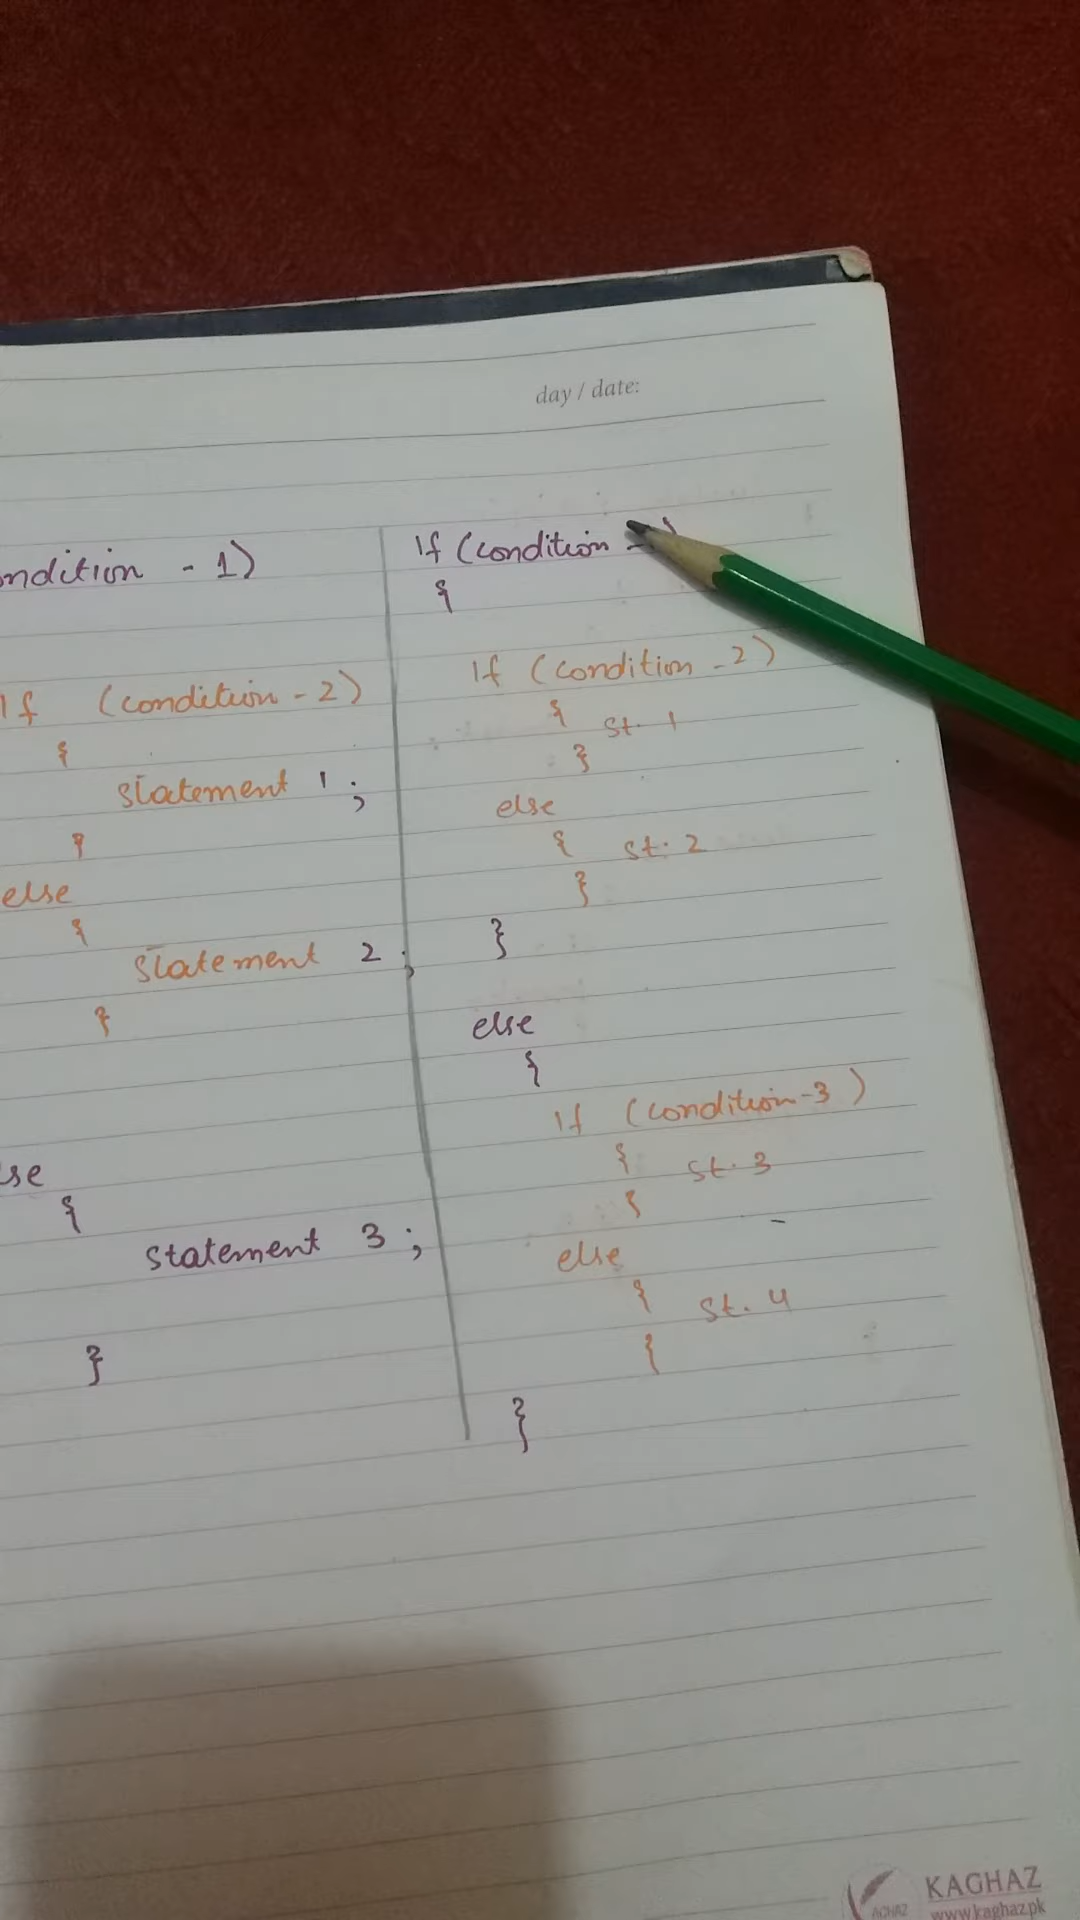 day / date:
ondition - 1)
If (condition - 2)
{
statement 1 ;
}
else
{
statement 2 ;
}
se
{
statement 3 ;
}
If (condition -
{
If (condition - 2)
{ st. 1
}
else
{ st. 2
}
}
else
{
If (condition-3)
{ st. 3
}
else
{ st. 4
{
}
KAGHAZ
www.kaghaz.pk